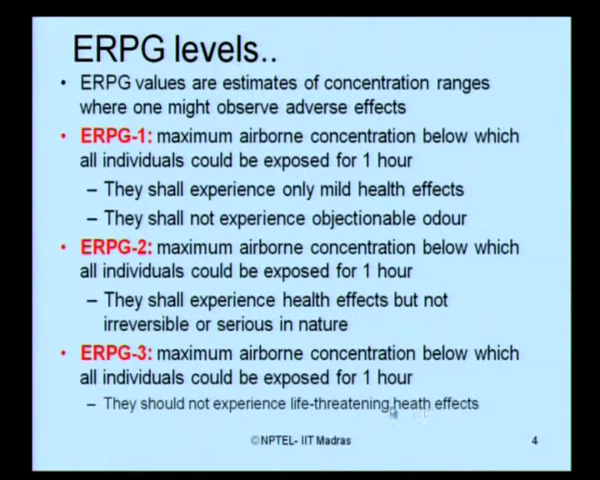 ERPG levels..
• ERPG values are estimates of concentration ranges
where one might observe adverse effects
• ERPG-1: maximum airborne concentration below which
all individuals could be exposed for 1 hour
– They shall experience only mild health effects
– They shall not experience objectionable odour
• ERPG-2: maximum airborne concentration below which
all individuals could be exposed for 1 hour
– They shall experience health effects but not
irreversible or serious in nature
• ERPG-3: maximum airborne concentration below which
all individuals could be exposed for 1 hour
– They should not experience life-threatening heath effects
©NPTEL- IIT Madras
4